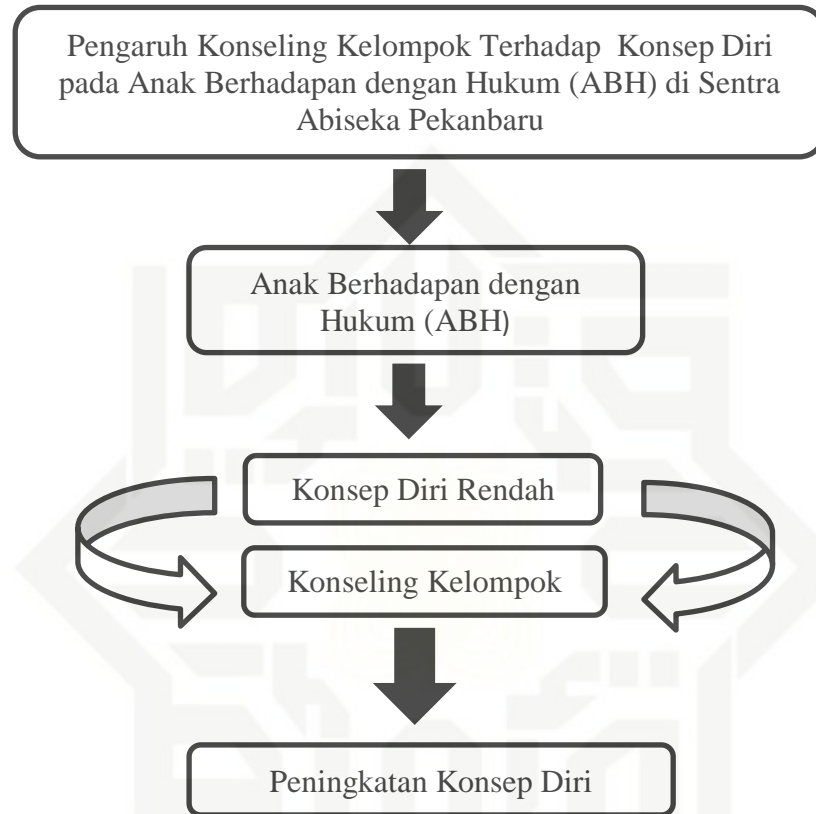 Pengaruh Konseling Kelompok Terhadap Konsep Diri
pada Anak Berhadapan dengan Hukum (ABH) di Sentra
Abiseka Pekanbaru
Anak Berhadapan dengan
Hukum (ABH)
Konsep Diri Rendah
Konseling Kelompok
Peningkatan Konsep Diri